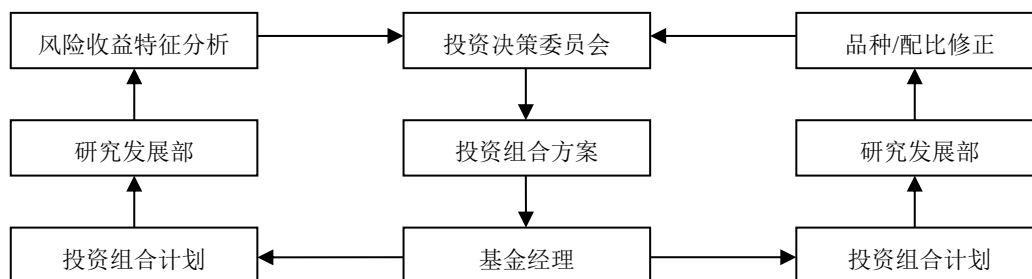 风险收益特征分析
投资决策委员会
品种/配比修正
研究发展部
投资组合方案
研究发展部
投资组合计划
基金经理
投资组合计划